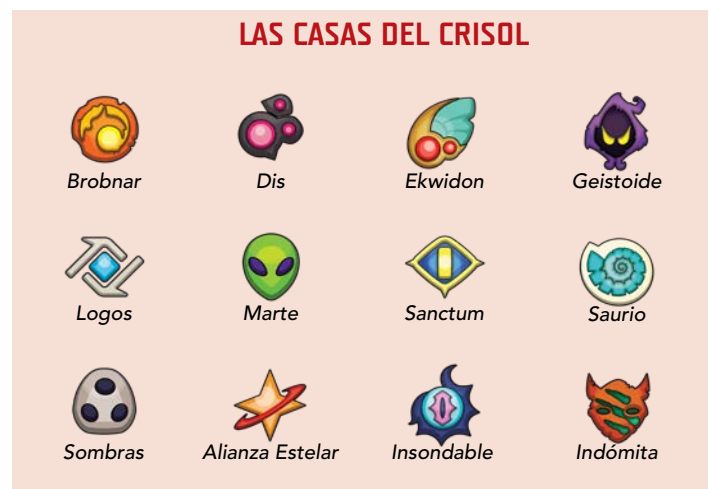 LAS CASAS DEL CRISOL
Brobnar
Dis
Ekwidon
Geistoide
Logos
Marte
Sanctum
Saurio
Sombras
Alianza Estelar
Insondable
Indómita